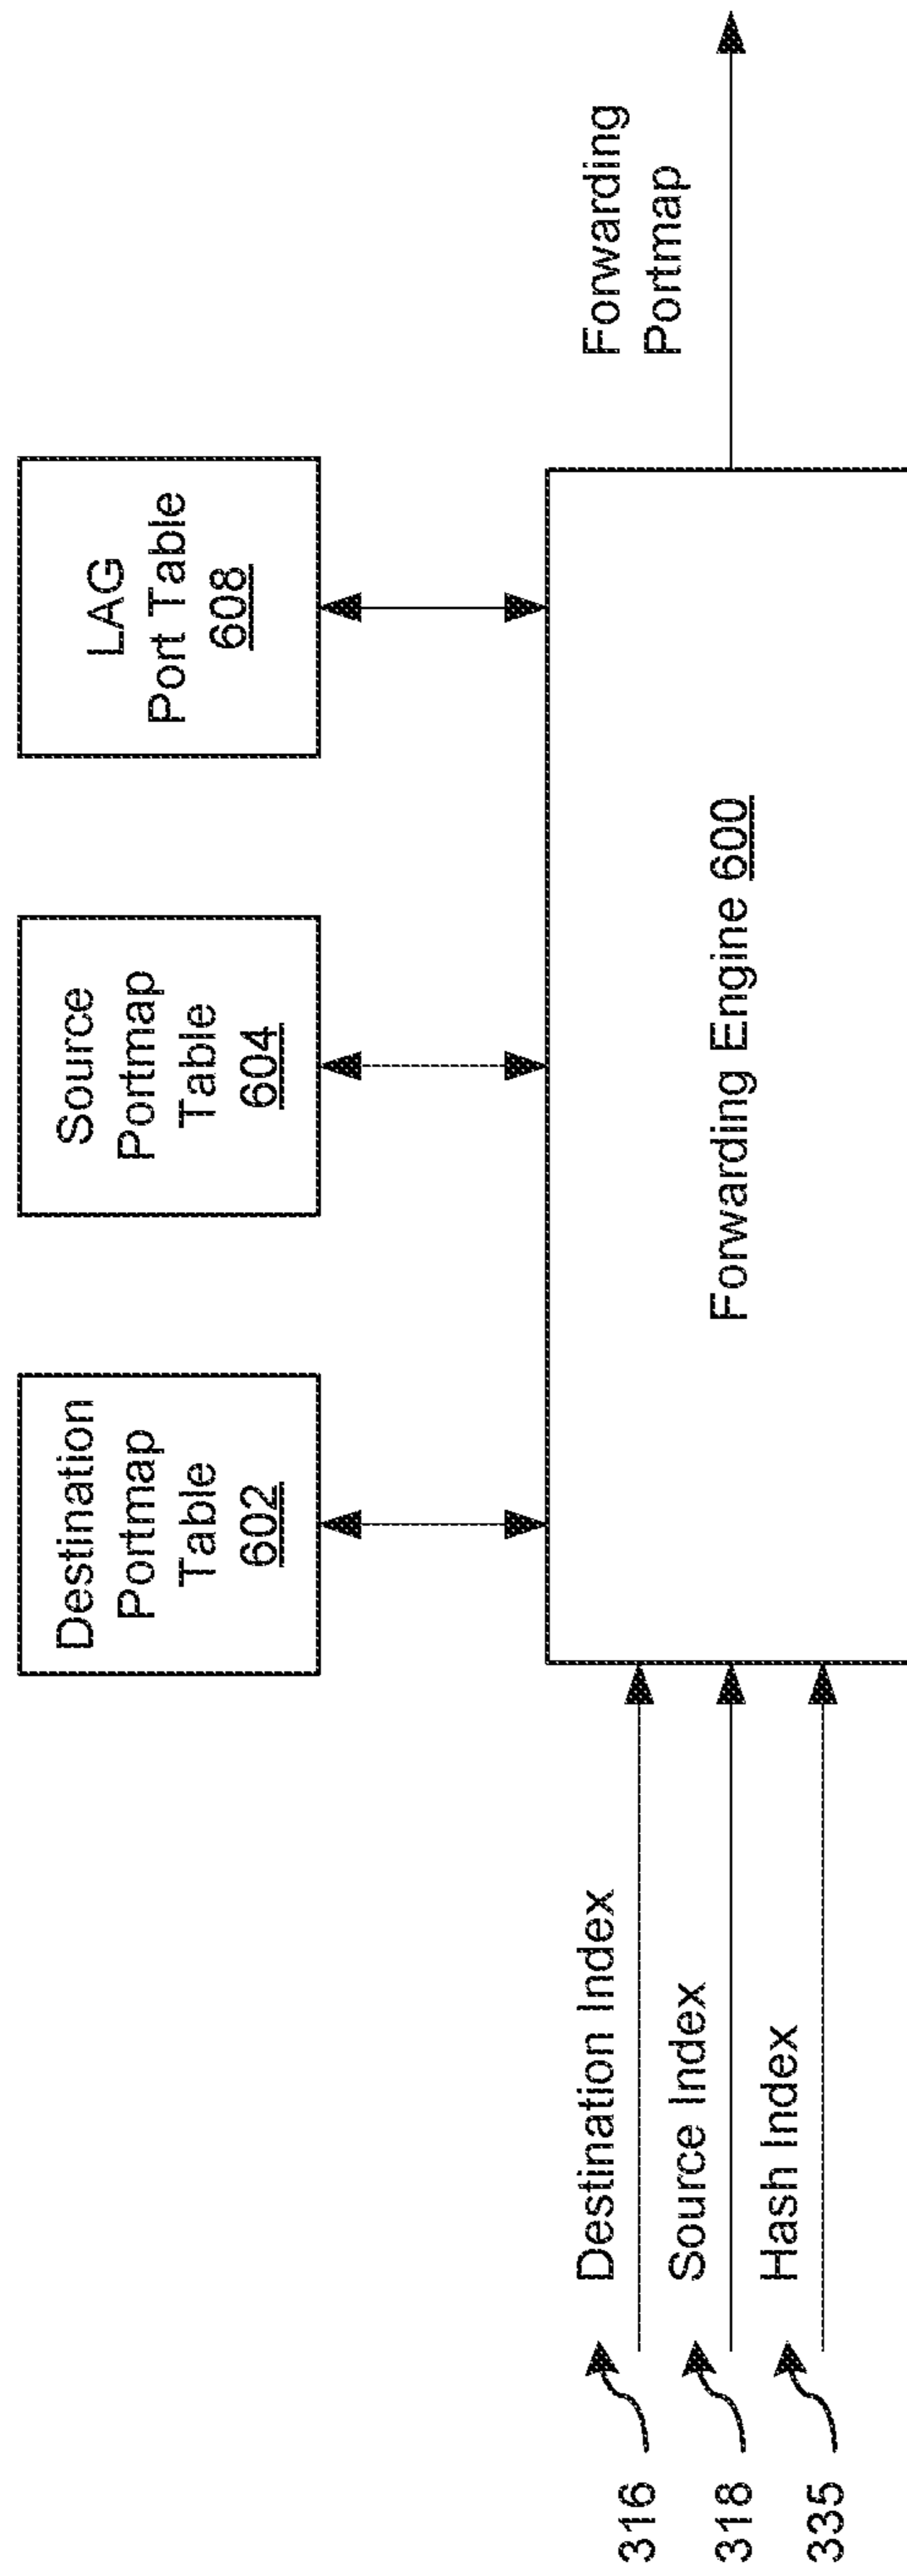 Destination
Portmap
Table
602
Source
Portmap
Table
604
LAG
Port Table
608
316
Destination Index
318
Source Index
335
Hash Index
Forwarding Engine 600
Forwarding
Portmap